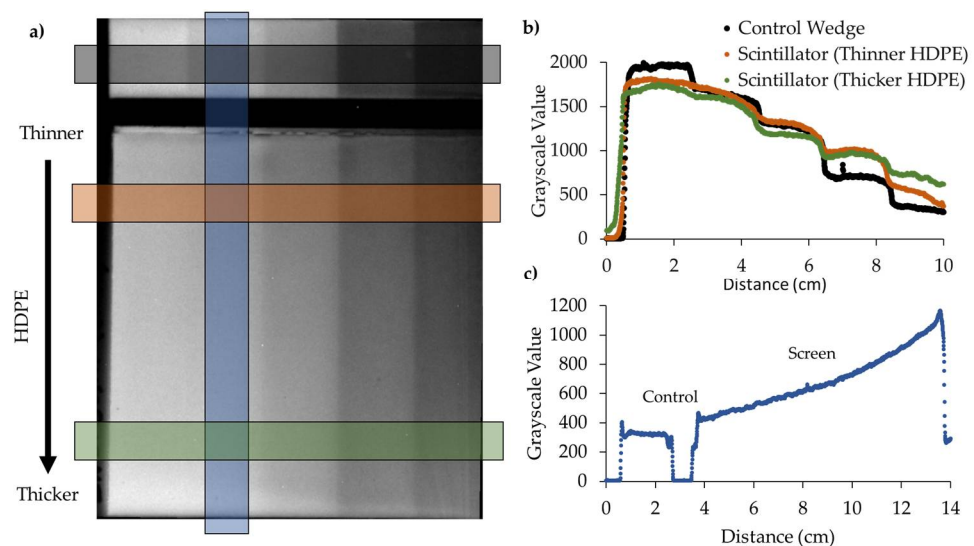 a)
Thinner
HDPE
Thicker
b)
Control Wedge
Scintillator (Thinner HDPE)
Scintillator (Thicker HDPE)
Grayscale Value
2000
1500
1000
500
0
0 2 4 6 8 10
Distance (cm)
c)
Grayscale Value
1200
1000
800
600
400
200
0
Control
Screen
0 2 4 6 8 10 12 14
Distance (cm)